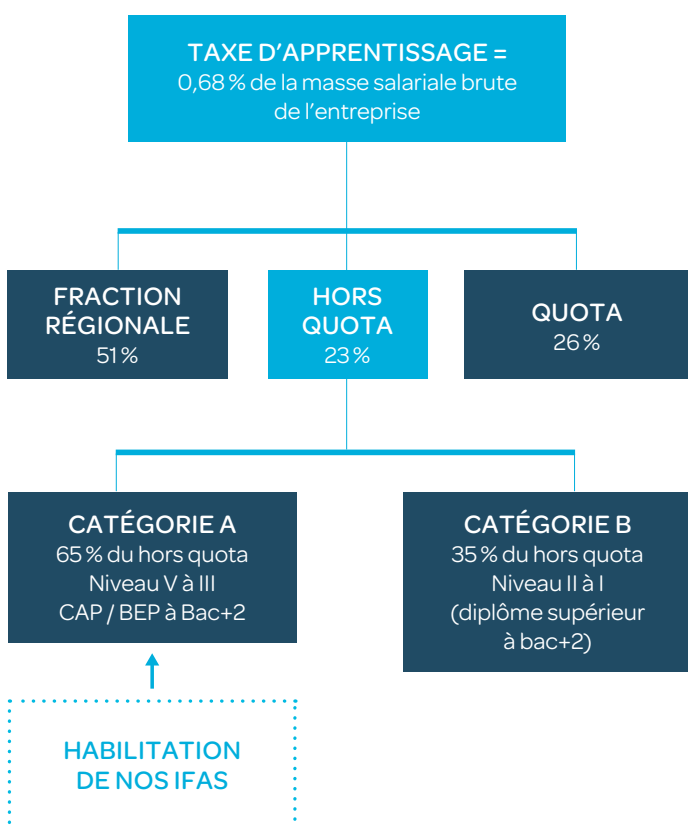 TAXE D'APPRENTISSAGE =
0,68 % de la masse salariale brute
de l'entreprise
FRACTION
RÉGIONALE
51 %
HORS
QUOTA
23 %
QUOTA
26 %
CATÉGORIE A
65 % du hors quota
Niveau V à III
CAP / BEP à Bac+2
CATÉGORIE B
35 % du hors quota
Niveau II à I
(diplôme supérieur
à bac+2)
HABILITATION
DE NOS IFAS